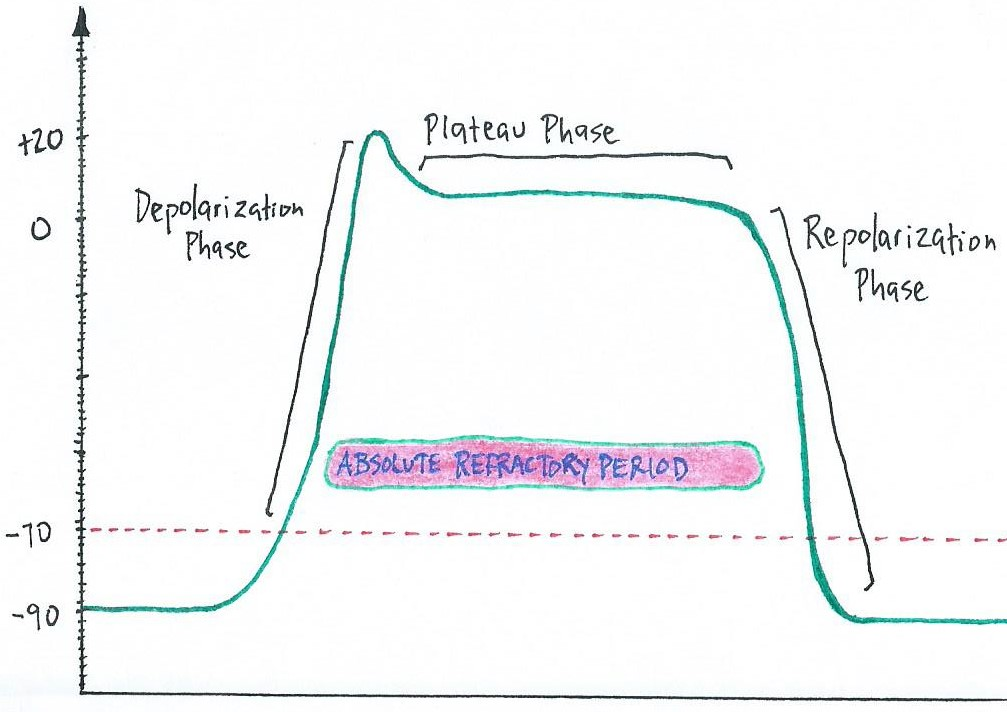 +20
Plateau Phase
Depolarization
Phase
0
Repolarization
Phase
ABSOLUTE REFRACTORY PERIOD
-70
-90